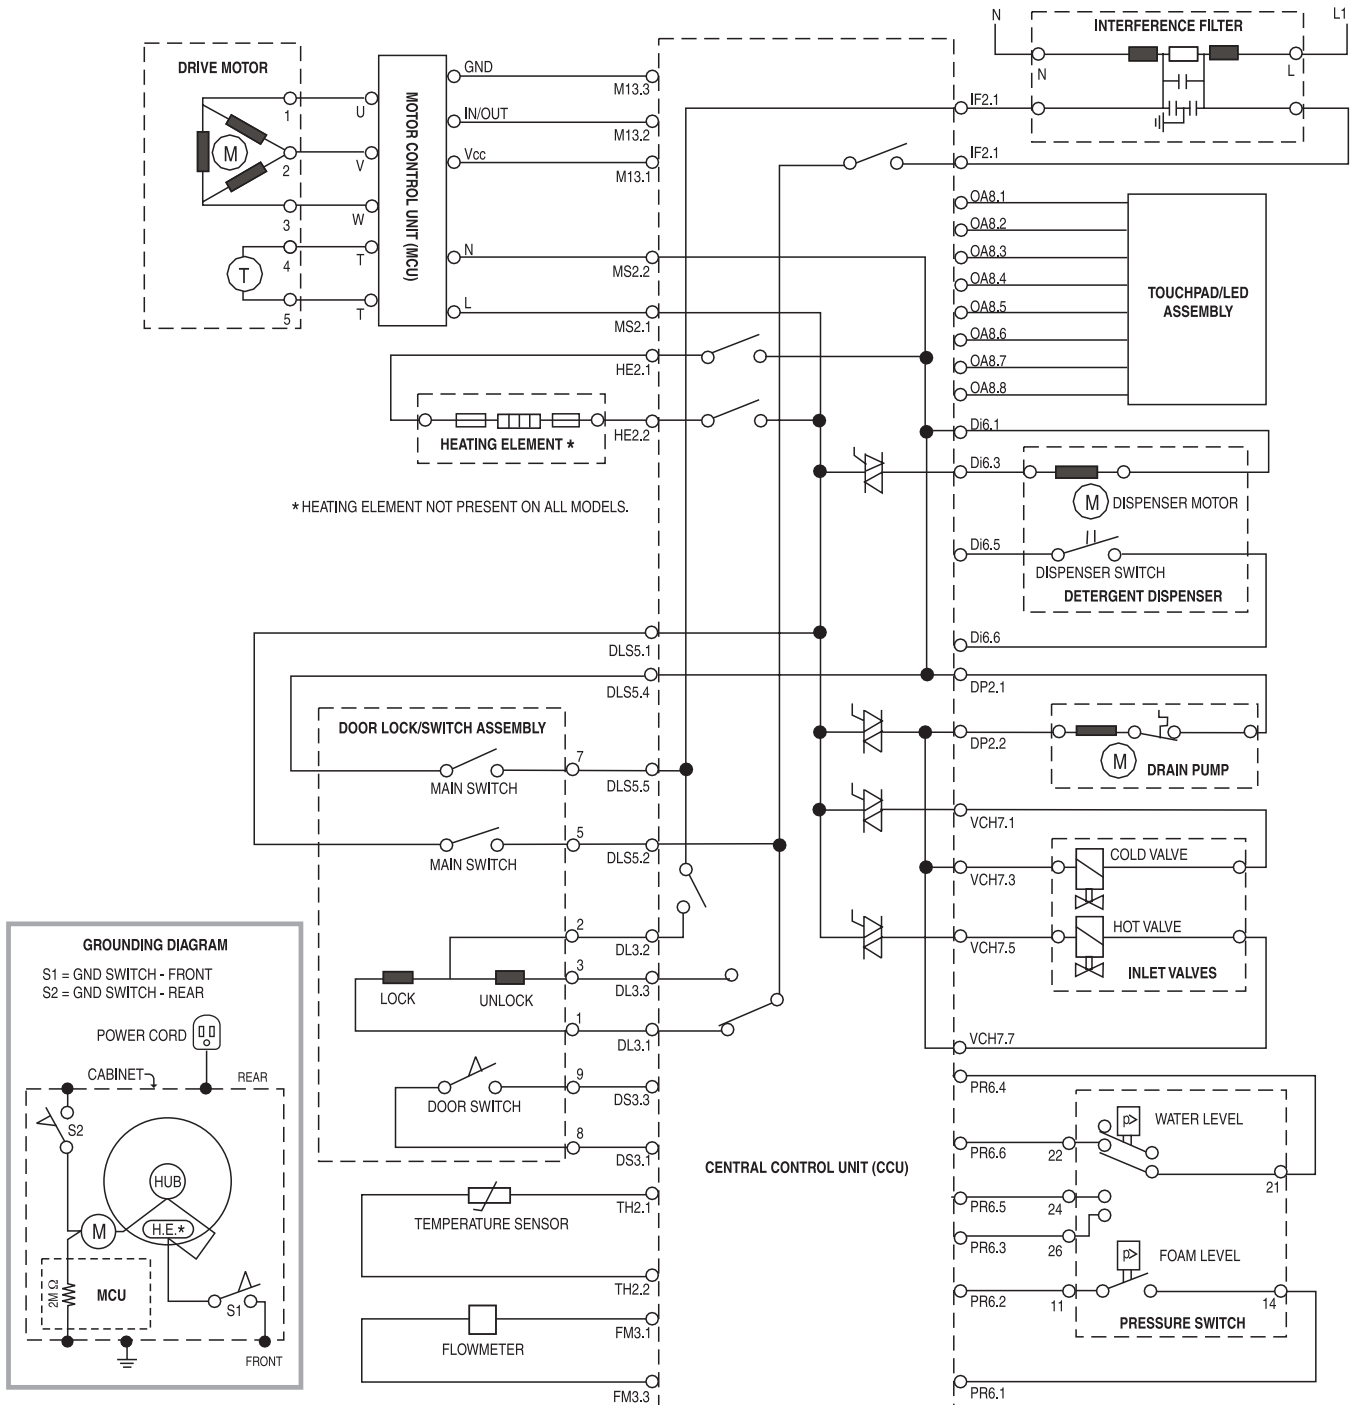 N
L1
INTERFERENCE FILTER
N
L
DRIVE MOTOR
M
T
1
2
3
4
5
U
V
W
T
T
MOTOR CONTROL UNIT (MCU)
GND
IN/OUT
Vcc
N
L
M13.3
M13.2
M13.1
MS2.2
MS2.1
HE2.1
HE2.2
HEATING ELEMENT *
* HEATING ELEMENT NOT PRESENT ON ALL MODELS.
IF2.1
IF2.1
OA8.1
OA8.2
OA8.3
OA8.4
OA8.5
OA8.6
OA8.7
OA8.8
TOUCHPAD/LED
ASSEMBLY
Di6.1
Di6.3
M
DISPENSER MOTOR
Di6.5
DISPENSER SWITCH
DETERGENT DISPENSER
Di6.6
DLS5.1
DLS5.4
DP2.1
DP2.2
M
DRAIN PUMP
DOOR LOCK/SWITCH ASSEMBLY
MAIN SWITCH
7
DLS5.5
MAIN SWITCH
5
DLS5.2
2
DL3.2
3
DL3.3
LOCK
UNLOCK
1
DL3.1
DOOR SWITCH
9
DS3.3
8
DS3.1
VCH7.1
COLD VALVE
VCH7.3
HOT VALVE
VCH7.5
INLET VALVES
VCH7.7
CENTRAL CONTROL UNIT (CCU)
TEMPERATURE SENSOR
TH2.1
TH2.2
FLOWMETER
FM3.1
FM3.3
PR6.4
p>
WATER LEVEL
PR6.6
22
21
PR6.5
24
PR6.3
26
p>
FOAM LEVEL
PR6.2
11
14
PRESSURE SWITCH
PR6.1
GROUNDING DIAGRAM
S1 = GND SWITCH - FRONT
S2 = GND SWITCH - REAR
POWER CORD
CABINET
REAR
S2
HUB
M
H.E.*
MCU
2M Ω
S1
FRONT